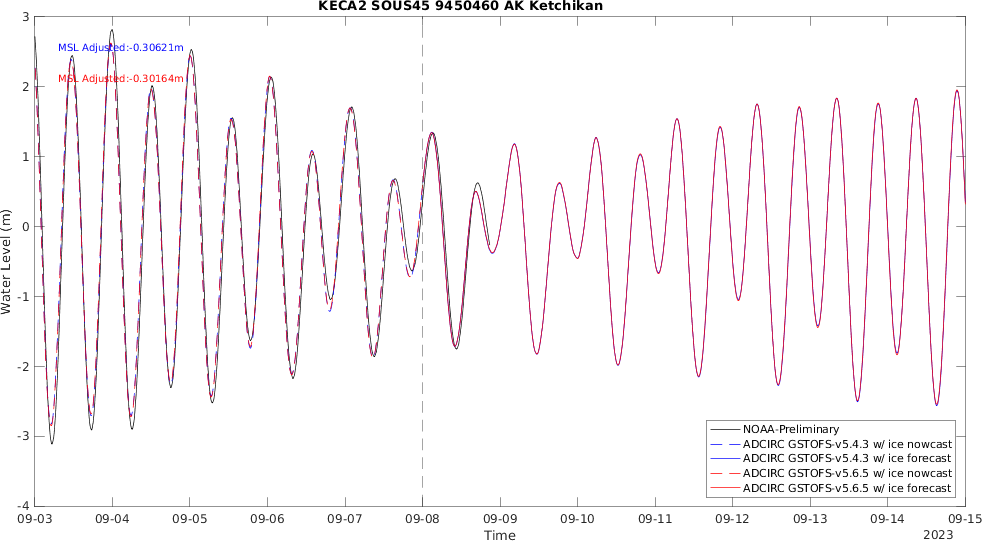 KECA2 SOUS45 9450460 AK Ketchikan
3
MSL Adjusted:-0.30621m
MSL Adjusted:-0.30164m
2
1
0
-1
-2
-3
-4
Water Level (m)
NOAA-Preliminary
ADCIRC GSTOFS-v5.4.3 w/ ice nowcast
ADCIRC GSTOFS-v5.4.3 w/ ice forecast
ADCIRC GSTOFS-v5.6.5 w/ ice nowcast
ADCIRC GSTOFS-v5.6.5 w/ ice forecast
09-03 09-04 09-05 09-06 09-07 09-08 09-09 09-10 09-11 09-12 09-13 09-14 09-15
Time
2023